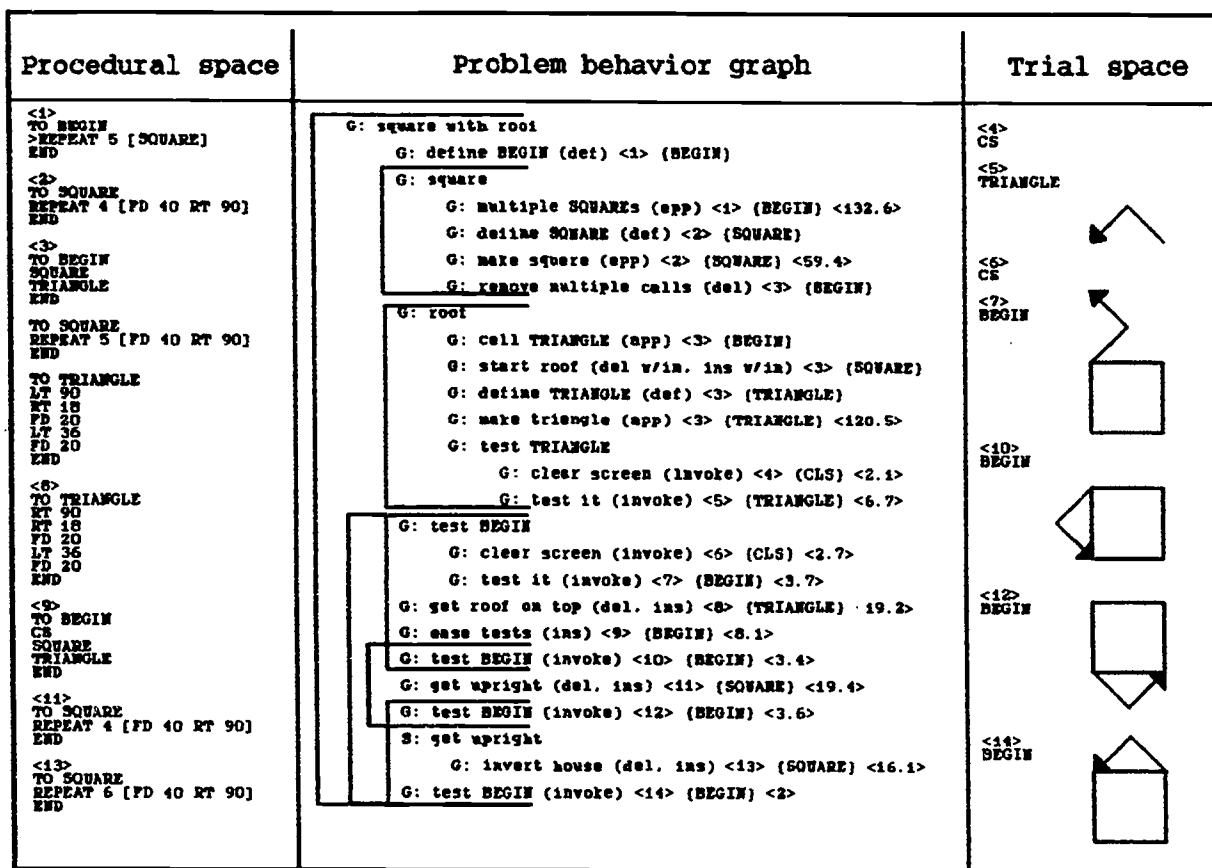 Procedural space
<1>
TO BEGIN
>REPEAT 5 [SQUARE]
END
<2>
TO SQUARE
REPEAT 4 [FD 40 RT 90]
END
<3>
TO BEGIN
SQUARE
TRIANGLE
END
TO SQUARE
REPEAT 5 [FD 40 RT 90]
END
TO TRIANGLE
LT 90
RT 18
FD 20
LT 36
FD 20
END
<8>
TO TRIANGLE
RT 90
RT 18
FD 20
LT 36
FD 20
END
<9>
TO BEGIN
CS
SQUARE
TRIANGLE
END
<11>
TO SQUARE
REPEAT 4 [FD 40 RT 90]
END
<13>
TO SQUARE
REPEAT 6 [FD 40 RT 90]
END
Problem behavior graph
G: square with roof
G: define BEGIN (def) <1> {BEGIN}
G: square
G: multiple SQUAREs (app) <1> {BEGIN} <132.6>
G: define SQUARE (def) <2> {SQUARE}
G: make square (app) <2> {SQUARE} <59.4>
G: remove multiple calls (del) <3> {BEGIN}
G: roof
G: call TRIANGLE (app) <3> {BEGIN}
G: start roof (del w/in, ins w/in) <3> {SQUARE}
G: define TRIANGLE (def) <3> {TRIANGLE}
G: make triangle (app) <3> {TRIANGLE} <120.5>
G: test TRIANGLE
G: clear screen (invoke) <4> {CLS} <2.1>
G: test it (invoke) <5> {TRIANGLE} <6.7>
G: test BEGIN
G: clear screen (invoke) <6> {CLS} <2.7>
G: test it (invoke) <7> {BEGIN} <3.7>
G: get roof on top (del, ins) <8> {TRIANGLE} 19.2>
G: ease tests (ins) <9> {BEGIN} <8.1>
G: test BEGIN (invoke) <10> {BEGIN} <3.4>
G: get upright (del, ins) <11> {SQUARE} <19.4>
G: test BEGIN (invoke) <12> {BEGIN} <3.6>
S: get upright
G: invert house (del, ins) <13> {SQUARE} <16.1>
G: test BEGIN (invoke) <14> {BEGIN} <2>
Trial space
<4>
CS
<5>
TRIANGLE
<6>
CS
<7>
BEGIN
<10>
BEGIN
<12>
BEGIN
<14>
BEGIN